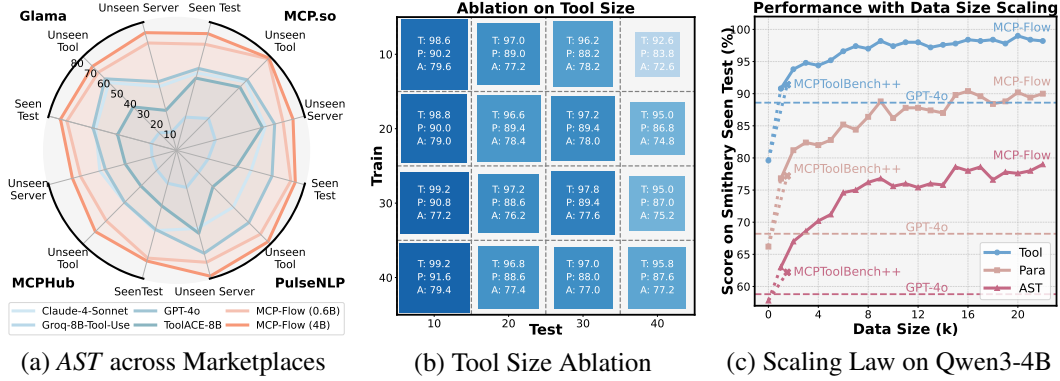 Glama
Unseen Server
Seen Test
MCP.so
Unseen
Tool
Unseen
Tool
80
70
60
50
40
30
20
10
Seen
Test
Unseen
Server
Unseen
Server
Seen
Test
Unseen
Tool
Unseen
Tool
MCPHub
SeenTest
Unseen Server
PulseNLP
Claude-4-Sonnet
GPT-4o
MCP-Flow (0.6B)
Groq-8B-Tool-Use
ToolACE-8B
MCP-Flow (4B)
(a) AST across Marketplaces
Ablation on Tool Size
Train
10
T: 98.6
P: 90.2
A: 79.6
T: 97.0
P: 89.0
A: 77.2
T: 96.2
P: 88.2
A: 78.2
T: 92.6
P: 83.8
A: 72.6
20
T: 98.8
P: 90.0
A: 79.0
T: 96.6
P: 89.4
A: 78.4
T: 97.2
P: 89.4
A: 78.0
T: 95.0
P: 86.8
A: 74.8
30
T: 99.2
P: 90.8
A: 77.2
T: 97.2
P: 88.6
A: 76.2
T: 97.8
P: 89.4
A: 77.6
T: 95.0
P: 87.0
A: 75.2
40
T: 99.2
P: 91.6
A: 79.4
T: 96.8
P: 88.6
A: 77.4
T: 97.0
P: 88.6
A: 77.0
T: 95.8
P: 87.6
A: 77.2
10 20 30 40
Test
(b) Tool Size Ablation
Performance with Data Size Scaling
Score on Smithery Seen Test (%)
100
95
90
85
80
75
70
65
60
MCP-Flow
MCPToolBench++
GPT-4o
MCP-Flow
MCPToolBench++
MCP-Flow
GPT-4o
MCPToolBench++
GPT-4o
Tool
Para
AST
0 4 8 12 16 20
Data Size (k)
(c) Scaling Law on Qwen3-4B